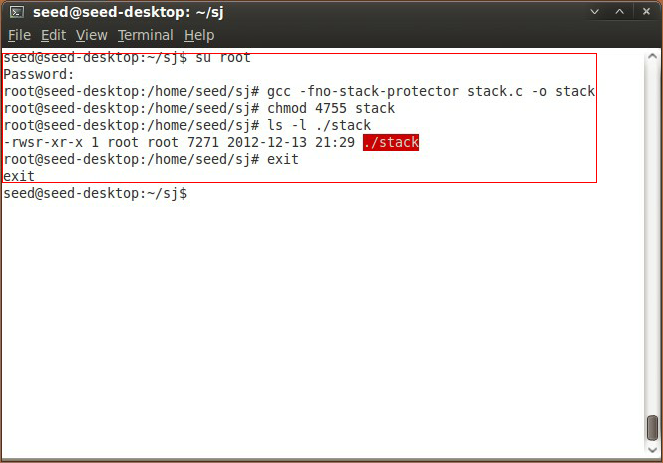 seed@seed-desktop: ~/sj
File Edit View Terminal Help
seed@seed-desktop:~/sj$ su root
Password:
root@seed-desktop:/home/seed/sj# gcc -fno-stack-protector stack.c -o stack
root@seed-desktop:/home/seed/sj# chmod 4755 stack
root@seed-desktop:/home/seed/sj# ls -l ./stack
-rwsr-xr-x 1 root root 7271 2012-12-13 21:29 ./stack
root@seed-desktop:/home/seed/sj# exit
exit
seed@seed-desktop:~/sj$